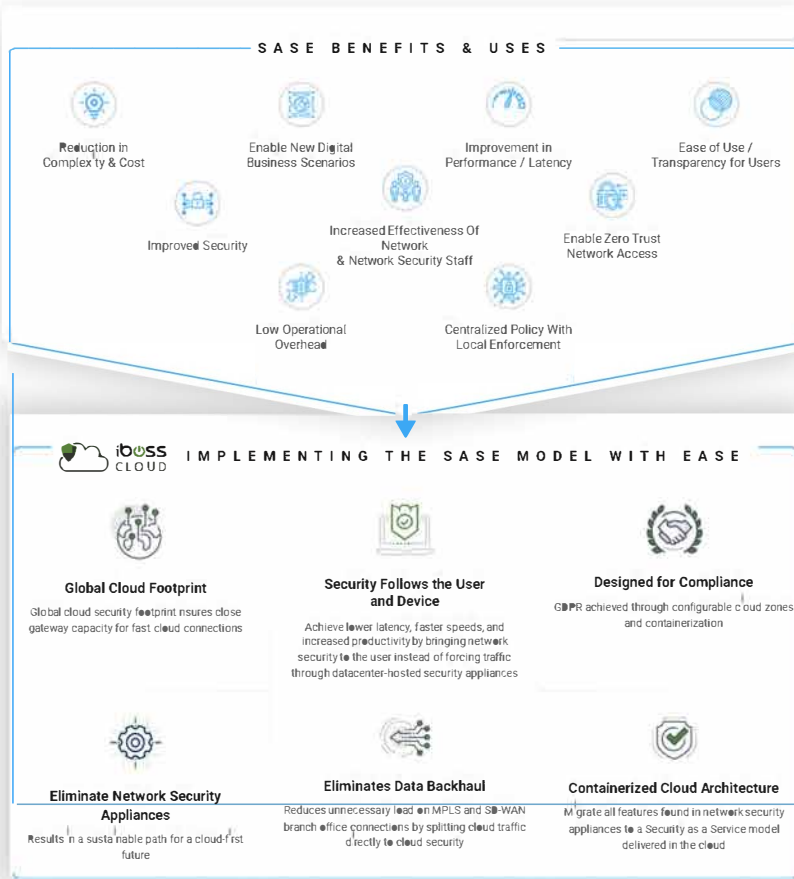 SASE BENEFITS & USES
Reduction in
Complexity & Cost
Enable New Digital
Business Scenarios
Improvement in
Performance / Latency
Ease of Use /
Transparency for Users
Improved Security
Increased Effectiveness Of
Network
& Network Security Staff
Enable Zero Trust
Network Access
Low Operational
Overhead
Centralized Policy With
Local Enforcement
iboss
CLOUD
IMPLEMENTING THE SASE MODEL WITH EASE
Global Cloud Footprint
Global cloud security footprint nsures close
gateway capacity for fast cloud connections
Security Follows the User
and Device
Achieve lower latency, faster speeds, and
increased productivity by bringing network
security to the user instead of forcing traffic
through datacenter-hosted security appliances
Designed for Compliance
GDPR achieved through configurable cloud zones
and containerization
Eliminate Network Security
Appliances
Results in a sustainable path for a cloud-first
future
Eliminates Data Backhaul
Reduces unnecessary load on MPLS and SD-WAN
branch office connections by splitting cloud traffic
directly to cloud security
Containerized Cloud Architecture
Migrate all features found in network security
appliances to a Security as a Service model
delivered in the cloud